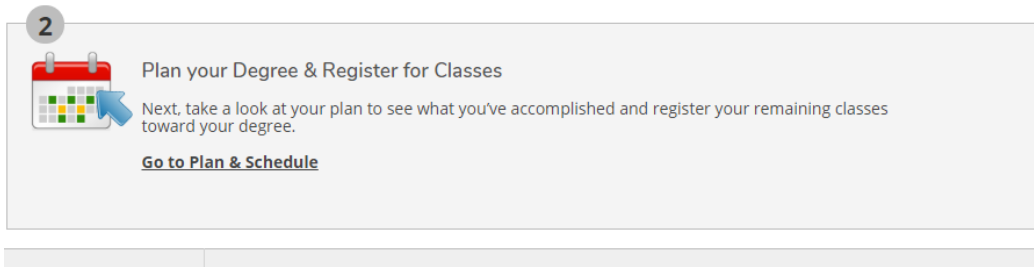 2
Plan your Degree & Register for Classes
Next, take a look at your plan to see what you've accomplished and register your remaining classes
toward your degree.
Go to Plan & Schedule